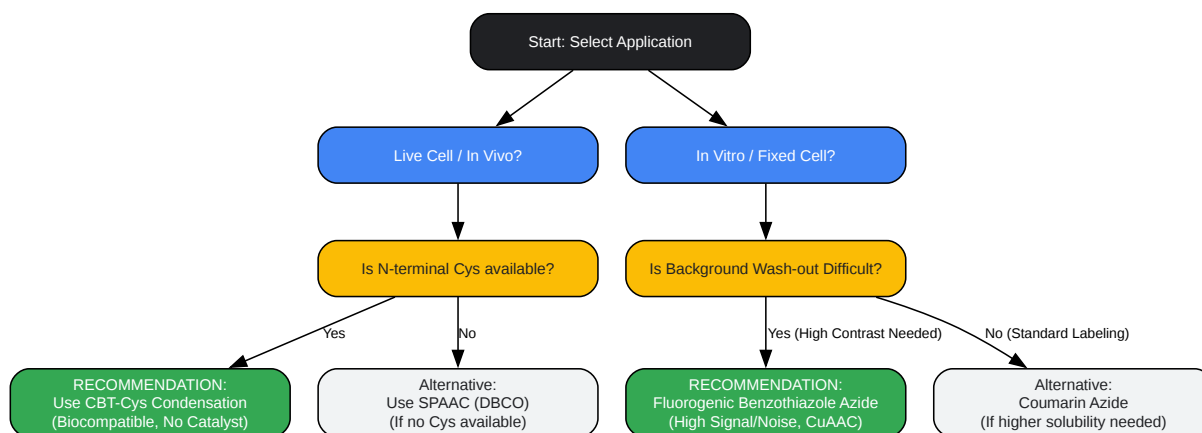 Start: Select Application
Live Cell / In Vivo?
In Vitro / Fixed Cell?
Is N-terminal Cys available?
Is Background Wash-out Difficult?
Yes
No
Yes (High Contrast Needed)
No (Standard Labeling)
RECOMMENDATION:
Use CBT-Cys Condensation
(Biocompatible, No Catalyst)
Alternative:
Use SPAAC (DBCO)
(If no Cys available)
RECOMMENDATION:
Fluorogenic Benzothiazole Azide
(High Signal/Noise, CuAAC)
Alternative:
Coumarin Azide
(If higher solubility needed)